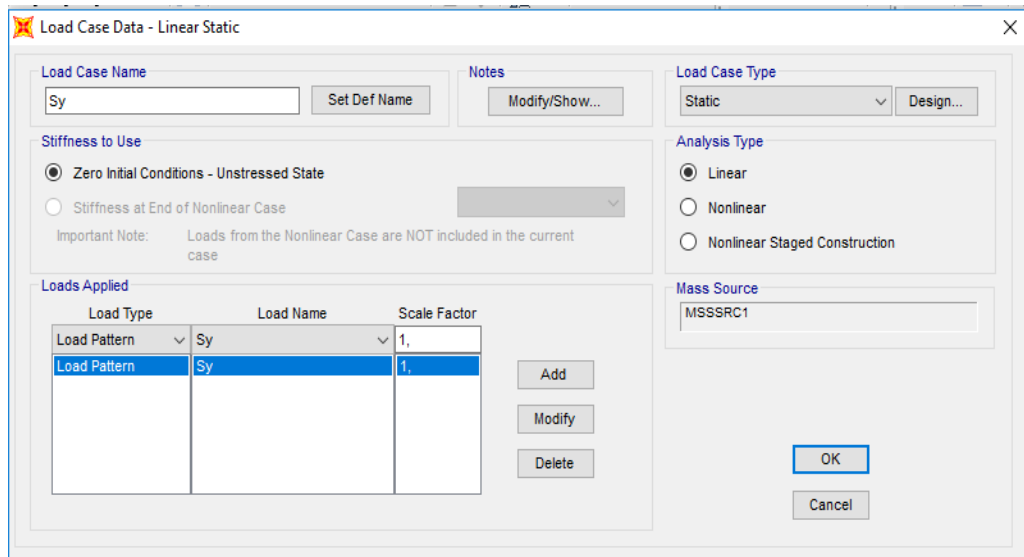 Load Case Data - Linear Static
Load Case Name
Notes
Load Case Type
Sy
Set Def Name
Modify/Show...
Static
Design...
Stiffness to Use
Analysis Type
Zero Initial Conditions - Unstressed State
Linear
Stiffness at End of Nonlinear Case
Nonlinear
Important Note: Loads from the Nonlinear Case are NOT included in the current
case
Nonlinear Staged Construction
Loads Applied
Mass Source
Load Type Load Name Scale Factor
MSSSRC1
Load Pattern Sy 1,
Load Pattern Sy 1,
Add
Modify
Delete
OK
Cancel